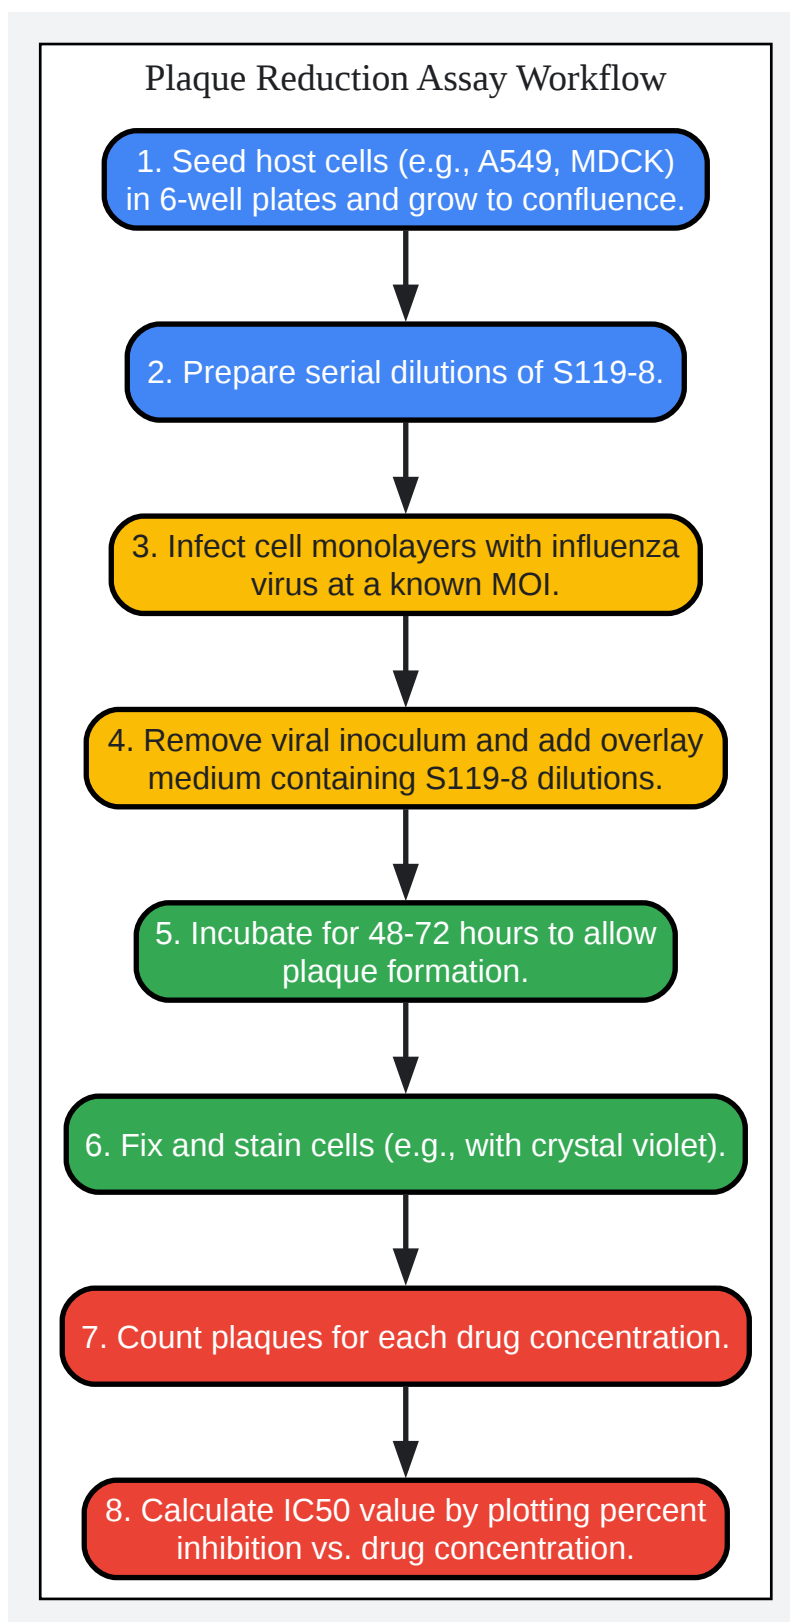 Plaque Reduction Assay Workflow
1. Seed host cells (e.g., A549, MDCK)
in 6-well plates and grow to confluence.
2. Prepare serial dilutions of S119-8.
3. Infect cell monolayers with influenza
virus at a known MOI.
4. Remove viral inoculum and add overlay
medium containing S119-8 dilutions.
5. Incubate for 48-72 hours to allow
plaque formation.
6. Fix and stain cells (e.g., with crystal violet).
7. Count plaques for each drug concentration.
8. Calculate IC50 value by plotting percent
inhibition vs. drug concentration.